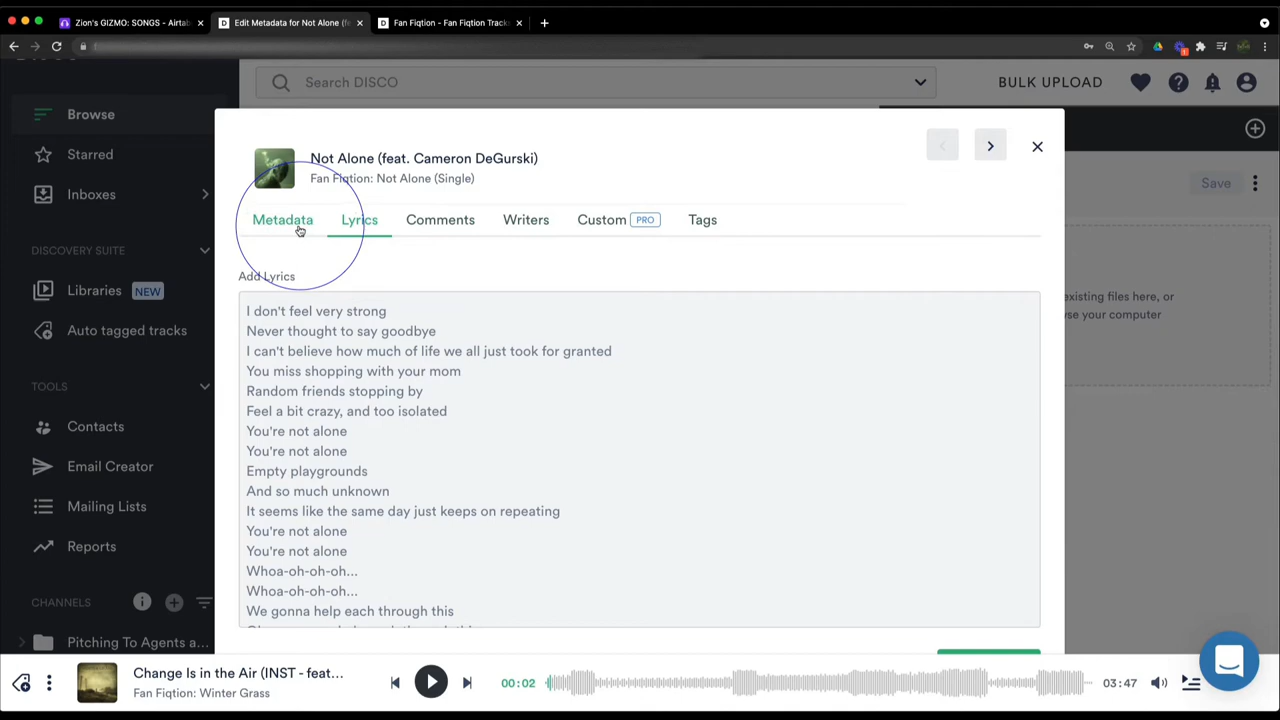 Zion's GIZMO: SONGS - Airta
Edit Metadata for Not Alone (fe
Fan Fiqtion - Fan Fiqtion Track
Search DISCO
BULK UPLOAD
Browse
Starred
Inboxes
DISCOVERY SUITE
Libraries NEW
Auto tagged tracks
TOOLS
Contacts
Email Creator
Mailing Lists
Reports
CHANNELS
Pitching To Agents a...
Save
existing files here, or
wse your computer
Not Alone (feat. Cameron DeGurski)
Fan Fiqtion: Not Alone (Single)
Metadata Lyrics Comments Writers Custom PRO Tags
Add Lyrics
I don't feel very strong
Never thought to say goodbye
I can't believe how much of life we all just took for granted
You miss shopping with your mom
Random friends stopping by
Feel a bit crazy, and too isolated
You're not alone
You're not alone
Empty playgrounds
And so much unknown
It seems like the same day just keeps on repeating
You're not alone
You're not alone
Whoa-oh-oh-oh...
Whoa-oh-oh-oh...
We gonna help each through this
Change Is in the Air (INST - feat...
Fan Fiqtion: Winter Grass
00:02
03:47